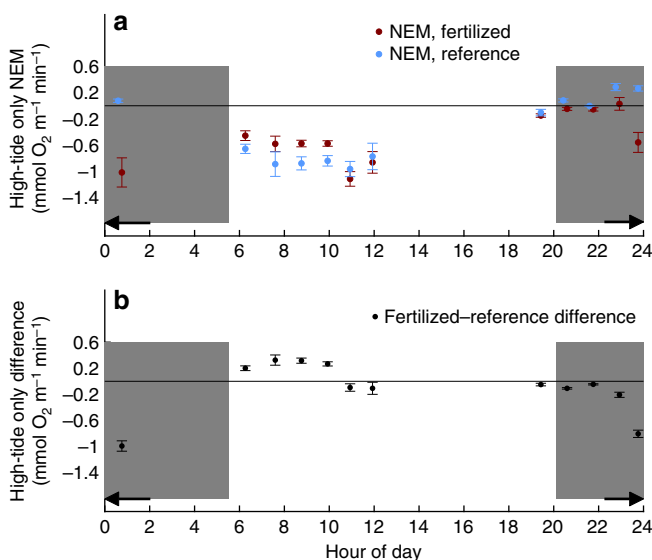 a
NEM, fertilized
NEM, reference
High-tide only NEM
(mmol O₂ m⁻¹ min⁻¹)
0.6
0.2
−0.2
−0.6
−1
−1.4
0 2 4 6 8 10 12 14 16 18 20 22 24
b
Fertilized–reference difference
High-tide only difference
(mmol O₂ m⁻¹ min⁻¹)
0.6
0.2
−0.2
−0.6
−1
−1.4
0 2 4 6 8 10 12 14 16 18 20 22 24
Hour of day